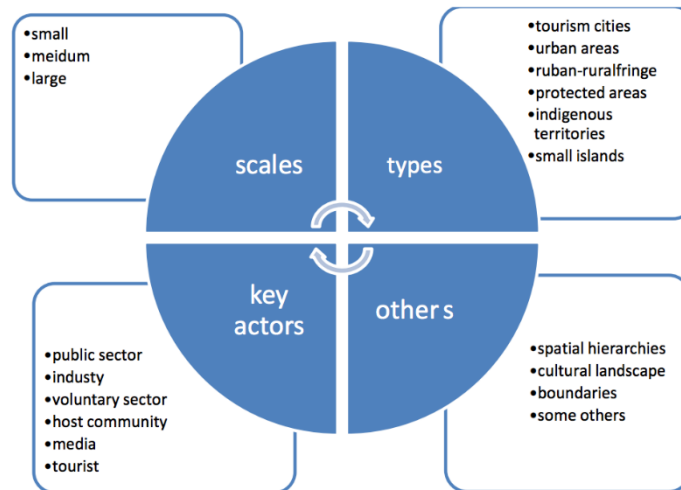 •small
•meidum
•large
•tourism cities
•urban areas
•ruban-ruralfringe
•protected areas
•indigenous
territories
•small islands
scales
types
key
actors
others
•public sector
•industy
•voluntary sector
•host community
•media
•tourist
•spatial hierarchies
•cultural landscape
•boundaries
•some others